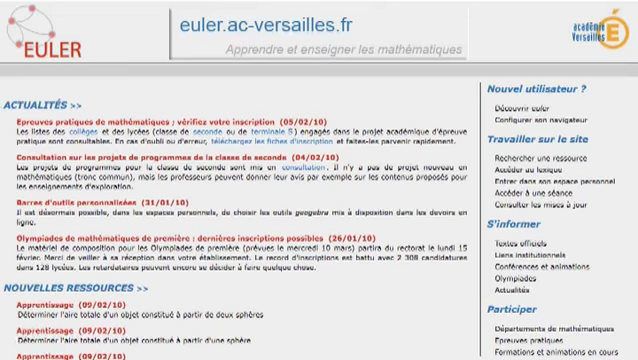 EULER
euler.ac-versailles.fr
Apprendre et enseigner les mathématiques
académie
Versailles
ACTUALITÉS >>
Epreuves pratiques de mathématiques ; vérifiez votre inscription (05/02/10)
Les listes des collèges et des lycées (classe de seconde ou de terminale S) engagés dans le projet académique d'épreuve
pratique sont consultables. En cas d'oubli ou d'erreur, téléchargez les fiches d'inscription et faites-les parvenir rapidement.
Consultation sur les projets de programmes de la classe de seconde (04/02/10)
Les projets de programmes pour la classe de seconde sont mis en consultation. Il n'y a pas de projet nouveau en
mathématiques (tronc commun), mais les professeurs peuvent donner leur avis par exemple sur les contenus proposés pour
les enseignements d'exploration.
Barres d'outils personnalisées (31/01/10)
Il est désormais possible, dans les espaces personnels, de choisir les outils geogebra mis à disposition dans les devoirs en
ligne.
Olympiades de mathématiques de première : dernières inscriptions possibles (26/01/10)
Le matériel de composition pour les Olympiades de première (prévues le mercredi 10 mars) partira du rectorat le lundi 15
février. Merci de veiller à sa réception dans votre établissement. Le record d'inscriptions est battu avec 2 308 candidatures
dans 128 lycées. Les retardataires peuvent encore se décider à faire quelque chose.
NOUVELLES RESSOURCES >>
Apprentissage (09/02/10)
Déterminer l'aire totale d'un objet constitué à partir de deux sphères
Apprentissage (09/02/10)
Déterminer l'aire totale d'un objet constitué à partir d'une sphère
Apprentissage (09/02/10)
Nouvel utilisateur ?
Découvrir euler
Configurer son navigateur
Travailler sur le site
Rechercher une ressource
Accéder au lexique
Entrer dans son espace personnel
Accéder à une séance
Consulter les mises à jour
S'informer
Textes officiels
Liens institutionnels
Conférences et animations
Olympiades
Actualités
Participer
Départements de mathématiques
Epreuves pratiques
Formations et animations en cours